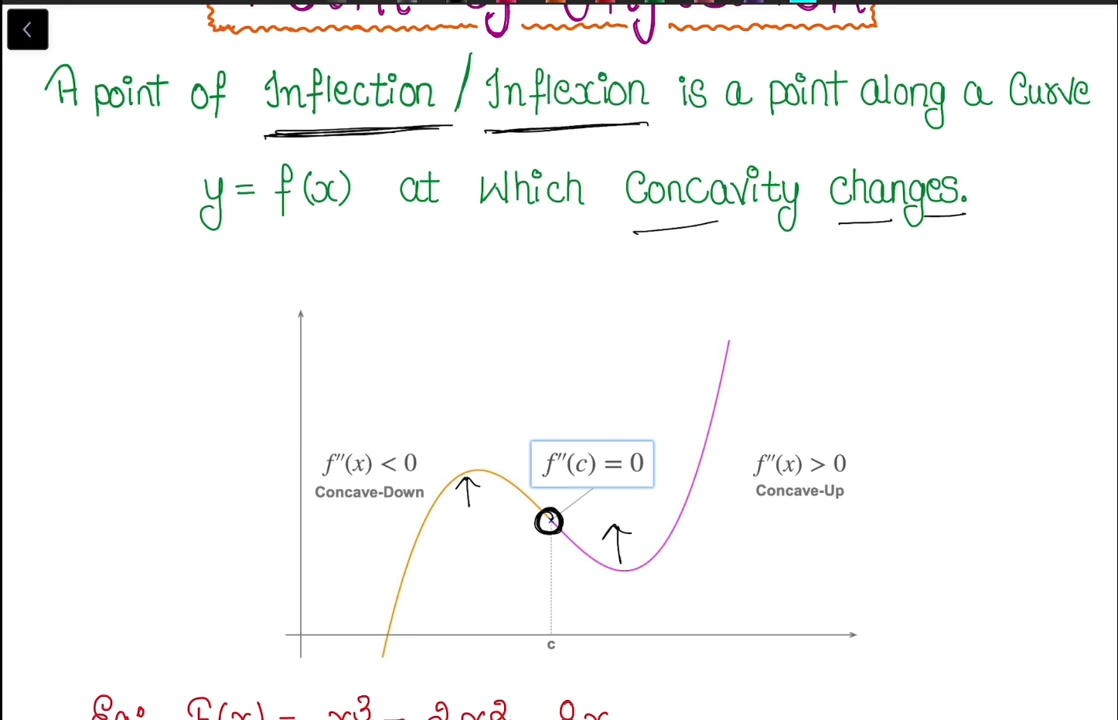 A point of Inflection / Inflexion is a point along a Curve
y = f(x) at which Concavity changes.
f''(x) < 0
Concave-Down
f''(c) = 0
f''(x) > 0
Concave-Up
c